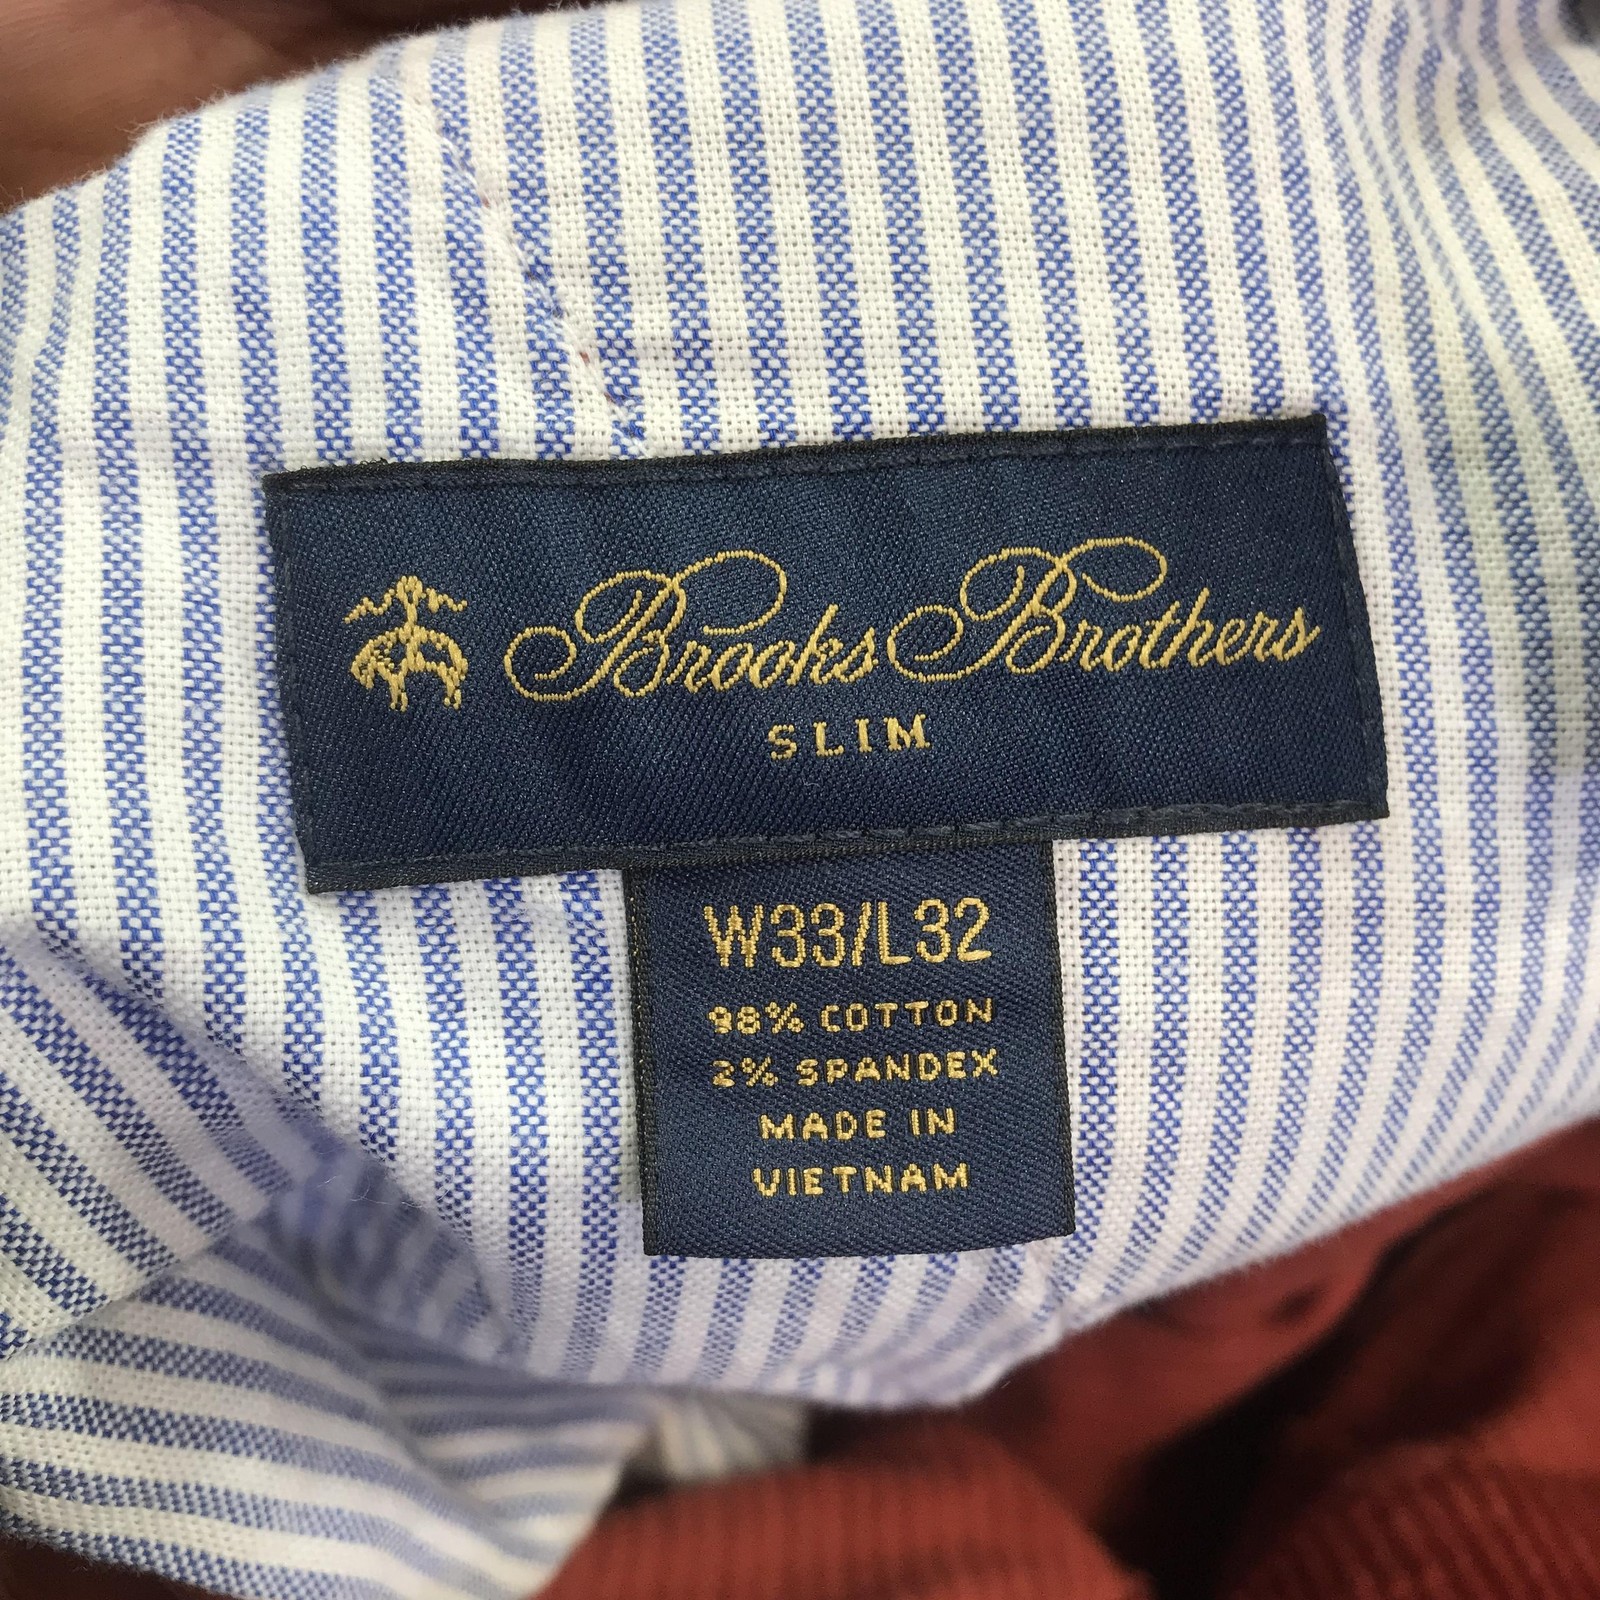 Brooks Brothers
SLIM
W33/L32
98% COTTON
2% SPANDEX
MADE IN
VIETNAM